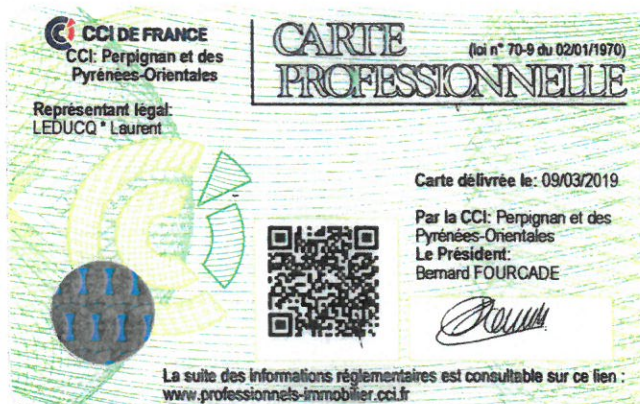 CCI DE FRANCE
CCI: Perpignan et des
Pyrénées-Orientales
CARTE
PROFESSIONNELLE
(loi n° 70-9 du 02/01/1970)
Représentant légal:
LEDUCQ * Laurent
Carte délivrée le: 09/03/2019
Par la CCI: Perpignan et des
Pyrénées-Orientales
Le Président:
Bernard FOURCADE
La suite des informations réglementaires est consultable sur ce lien :
www.professionnels-immobilier.cci.fr